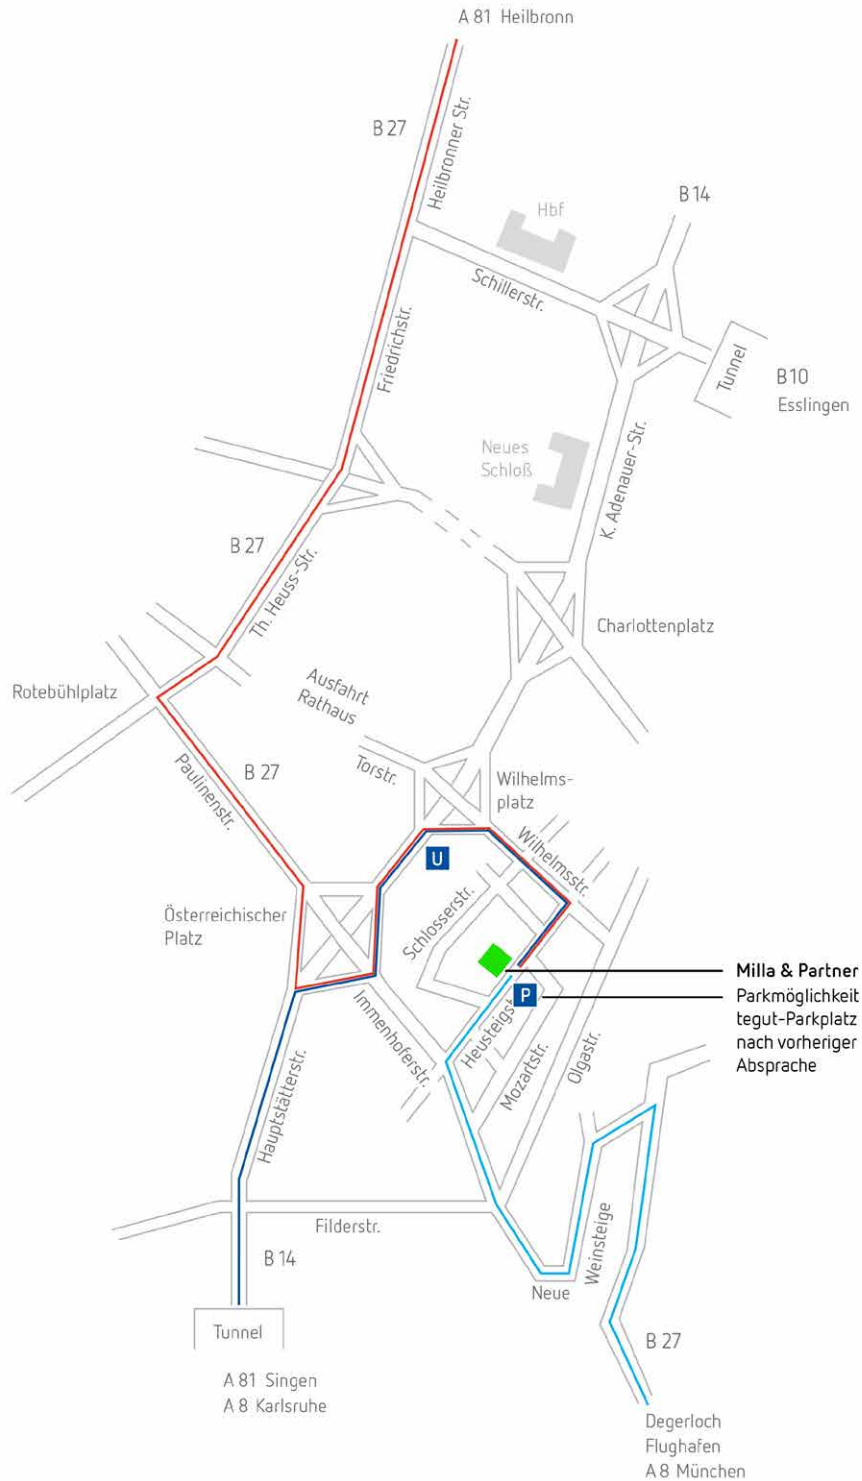 A 81 Heilbronn
B 27
Heilbronner Str.
Hbf
B 14
Schillerstr.
Friedrichstr.
Tunnel
B 10
Esslingen
Neues
Schloß
K. Adenauer-Str.
B 27
Th. Heuss-Str.
Charlottenplatz
Rotebühlplatz
Ausfahrt
Rathaus
B 27
Paulinenstr.
Torstr.
Wilhelms-
platz
Wilhelmsstr.
U
Österreichischer
Platz
Schlosserstr.
Milla & Partner
P
Parkmöglichkeit
tegut-Parkplatz
nach vorheriger
Absprache
Immenhoferstr.
Heusteigst
Mozartstr.
Olgastr.
Hauptstätterstr.
Filderstr.
Neue
Weinsteige
B 14
Tunnel
B 27
A 81 Singen
A 8 Karlsruhe
Degerloch
Flughafen
A 8 München